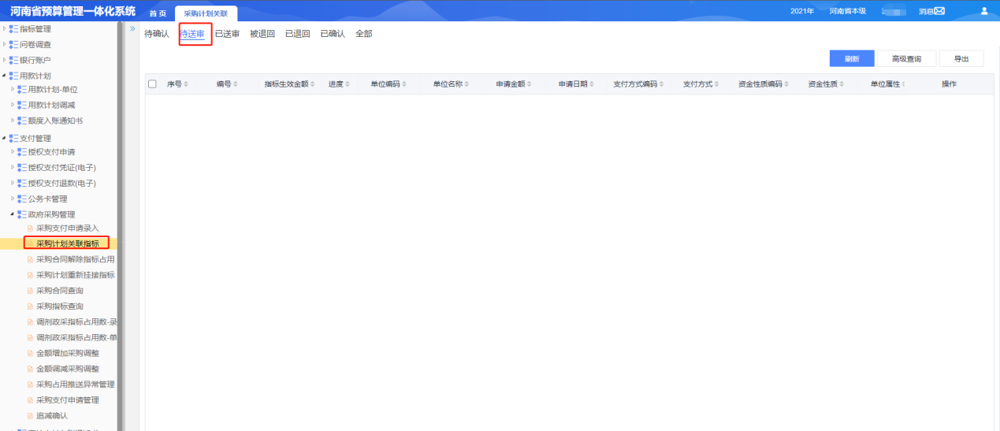 河南省预算管理一体化系统 首页 采购计划关联 2021年 河南省本级 消息
待确认 待送审 已送审 被退回 已退回 已确认 全部
刷新 高级查询 导出
序号 编号 指标生效金额 进度 单位编码 单位名称 申请金额 申请日期 支付方式编码 支付方式 资金性质编码 资金性质 单位属性 操作
指标管理
问卷调查
银行账户
用款计划
用款计划-单位
用款计划调减
额度入账通知书
支付管理
授权支付申请
授权支付凭证(电子)
授权支付退款(电子)
公务卡管理
政府采购管理
采购支付申请录入
采购计划关联指标
采购合同解除指标占用
采购计划重新挂接指标
采购合同查询
采购指标查询
调剂政采指标占用数-录
调剂政采指标占用数-单
金额增加采购调整
金额调减采购调整
采购占用推送异常管理
采购支付申请管理
追减确认